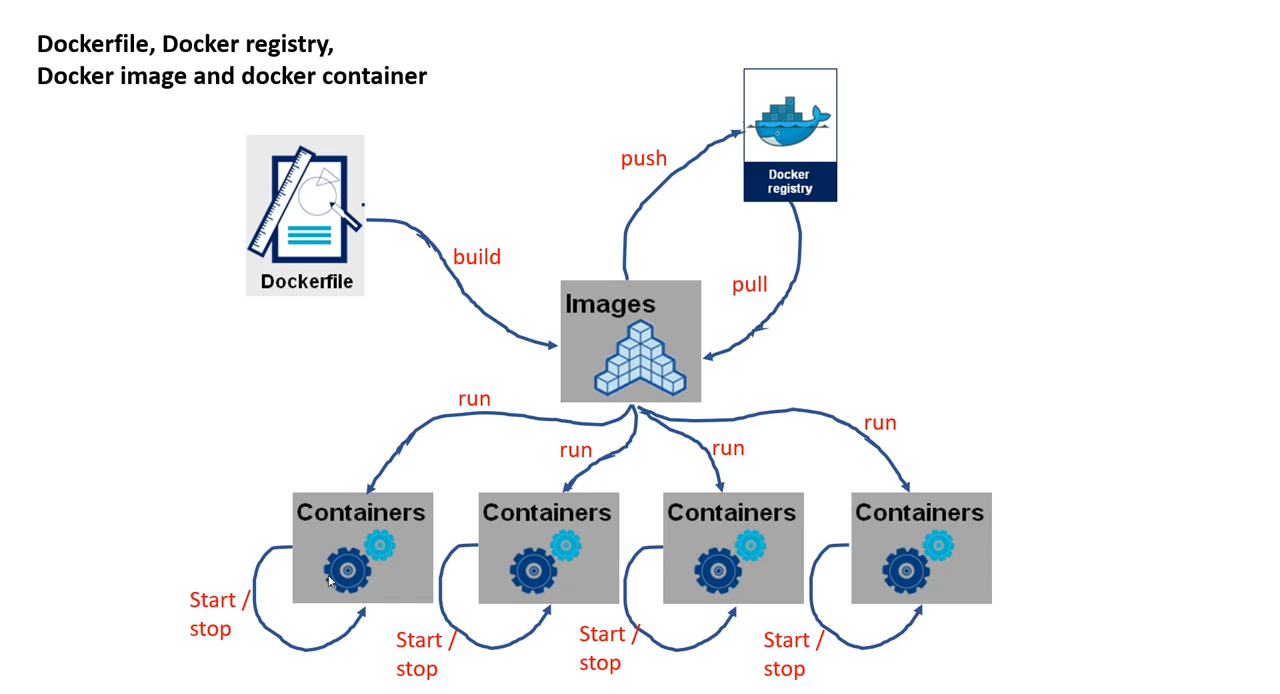 Dockerfile, Docker registry,
Docker image and docker container
push
Docker
registry
build
Dockerfile
pull
Images
run
run
run
run
Containers
Containers
Containers
Containers
Start /
stop
Start /
stop
Start /
stop
Start /
stop